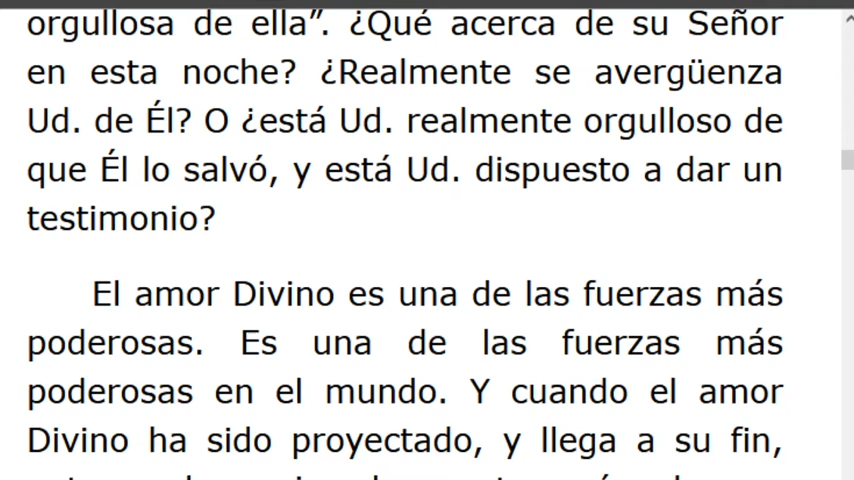 orgullosa de ella”. ¿Qué acerca de su Señor
en esta noche? ¿Realmente se avergüenza
Ud. de Él? O ¿está Ud. realmente orgulloso de
que Él lo salvó, y está Ud. dispuesto a dar un
testimonio?
El amor Divino es una de las fuerzas más
poderosas. Es una de las fuerzas más
poderosas en el mundo. Y cuando el amor
Divino ha sido proyectado, y llega a su fin,